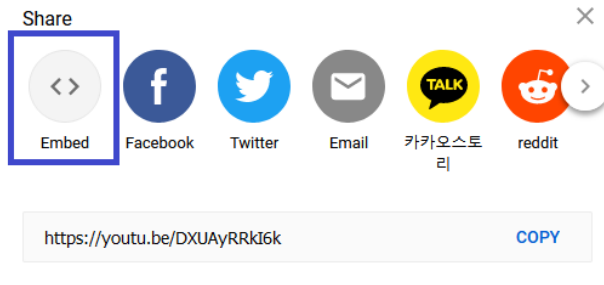 Share
Embed
Facebook
Twitter
Email
TALK
카카오스토
리
reddit
https://youtu.be/DXUAyRRkI6k
COPY